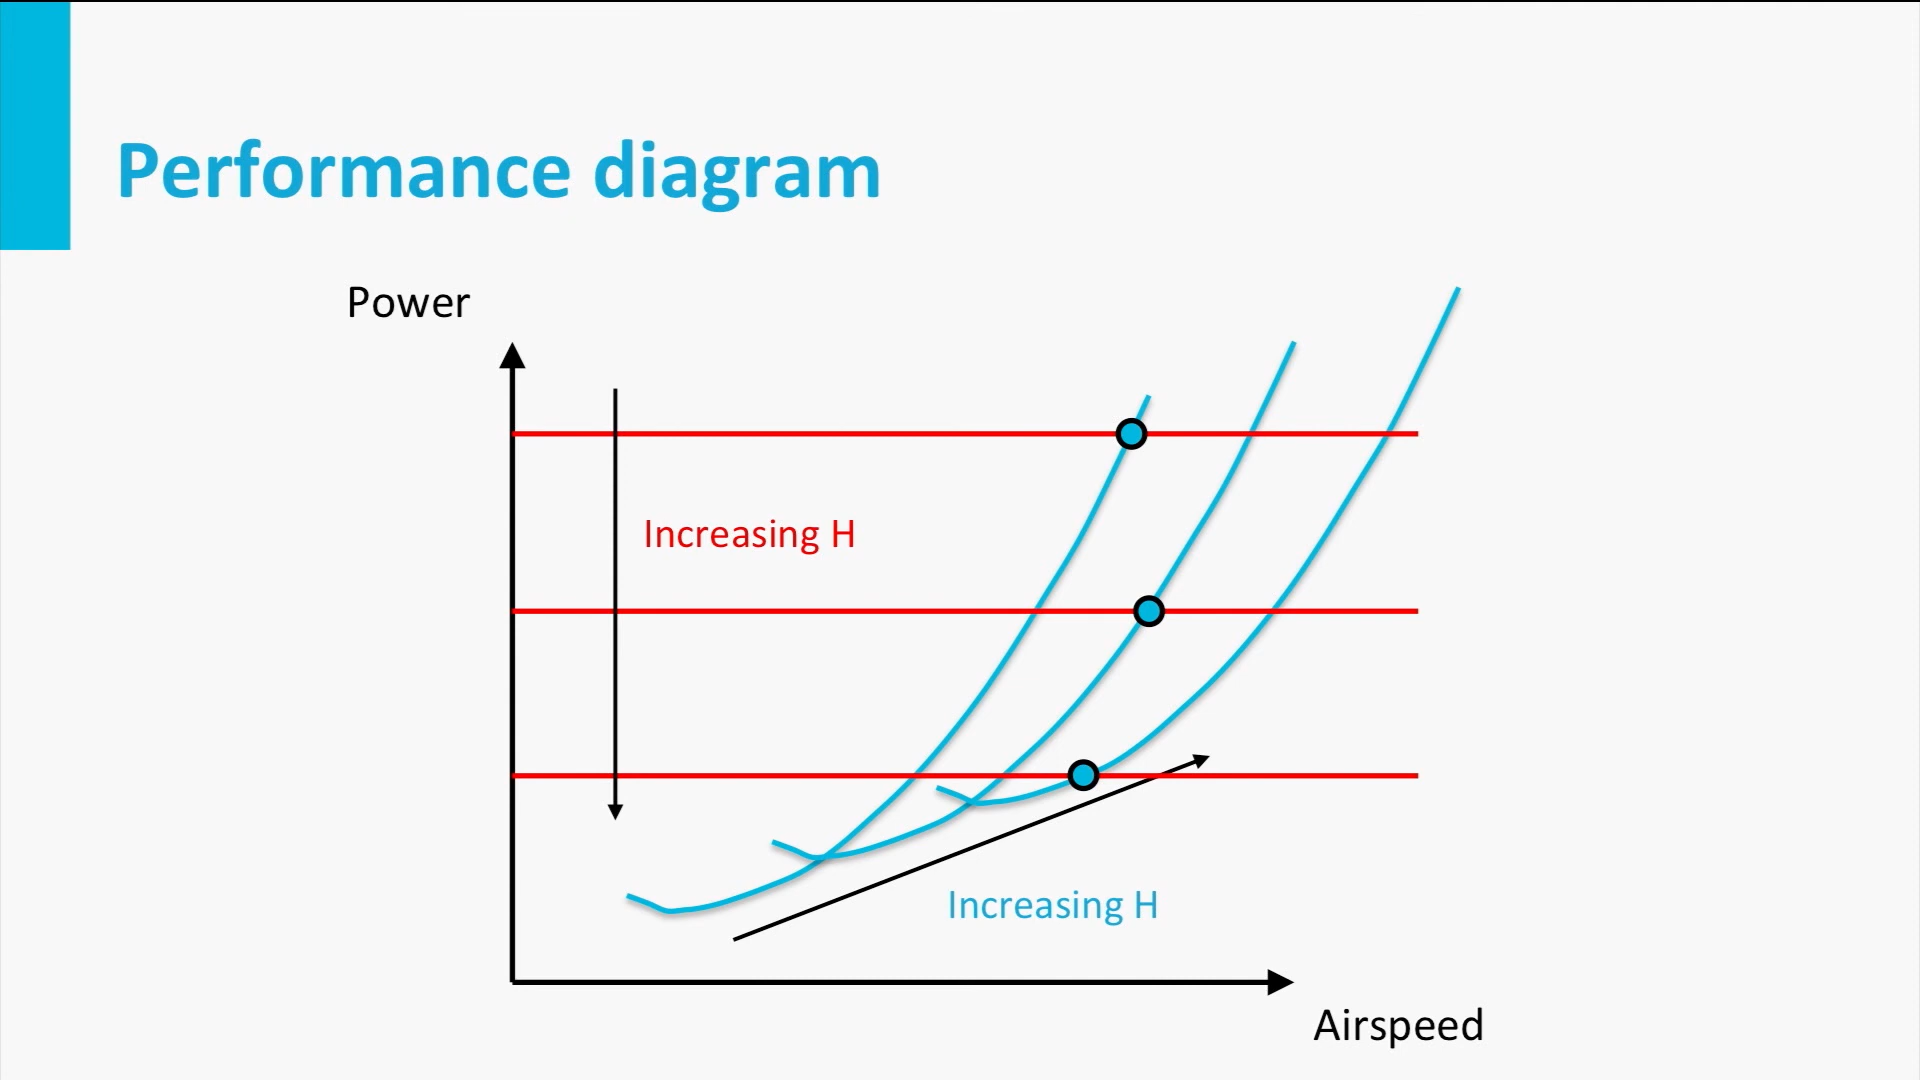 Performance diagram
Power
Increasing H
Increasing H
Airspeed